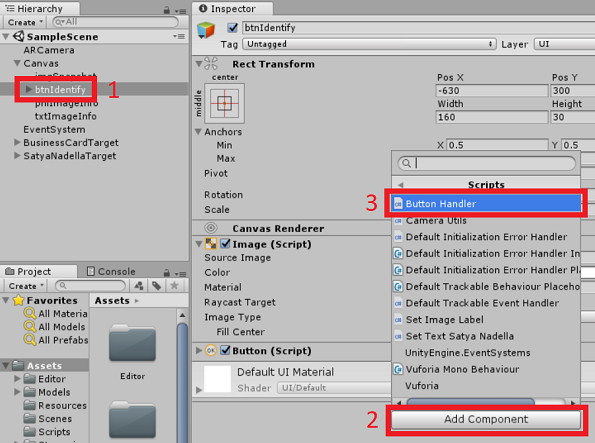 Hierarchy
Create
All
SampleScene
ARCamera
Canvas
imgSnapshot
btnIdentify
1
pnlImageInfo
txtImageInfo
EventSystem
BusinessCardTarget
SatyaNadellaTarget
Project
Console
Create
Favorites
All Materia
All Models
All Prefabs
Assets
Editor
Models
Resources
Scenes
Scripts
Assets
Editor
Inspector
btnIdentify
Tag
Untagged
Layer
UI
Rect Transform
center
middle
Pos X
Pos Y
-630
300
Width
Height
160
30
Anchors
Min
X 0.5
Y 0.5
Max
Pivot
Rotation
Scale
Canvas Renderer
Image (Script)
Source Image
Color
Material
Raycast Target
Image Type
Fill Center
Button (Script)
Default UI Material
Shader
UI/Default
Scripts
3
Button Handler
Camera Utils
Default Initialization Error Handler
Default Initialization Error Handler In
Default Initialization Error Handler Pla
Default Trackable Behaviour Placeho
Default Trackable Event Handler
Set Image Label
Set Text Satya Nadella
UnityEngine.EventSystems
Vuforia Mono Behaviour
Vuforia
2
Add Component